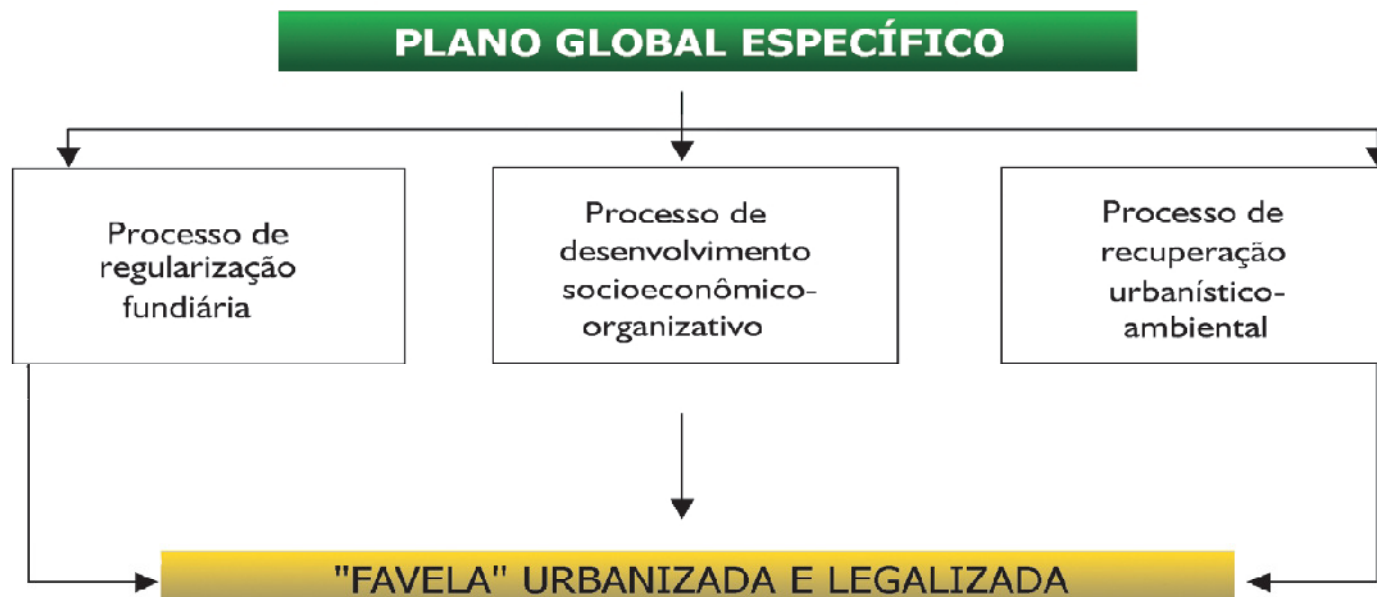 PLANO GLOBAL ESPECÍFICO
Processo de
regularização
fundiária
Processo de
desenvolvimento
socioeconômico-
organizativo
Processo de
recuperação
urbanístico-
ambiental
"FAVELA" URBANIZADA E LEGALIZADA